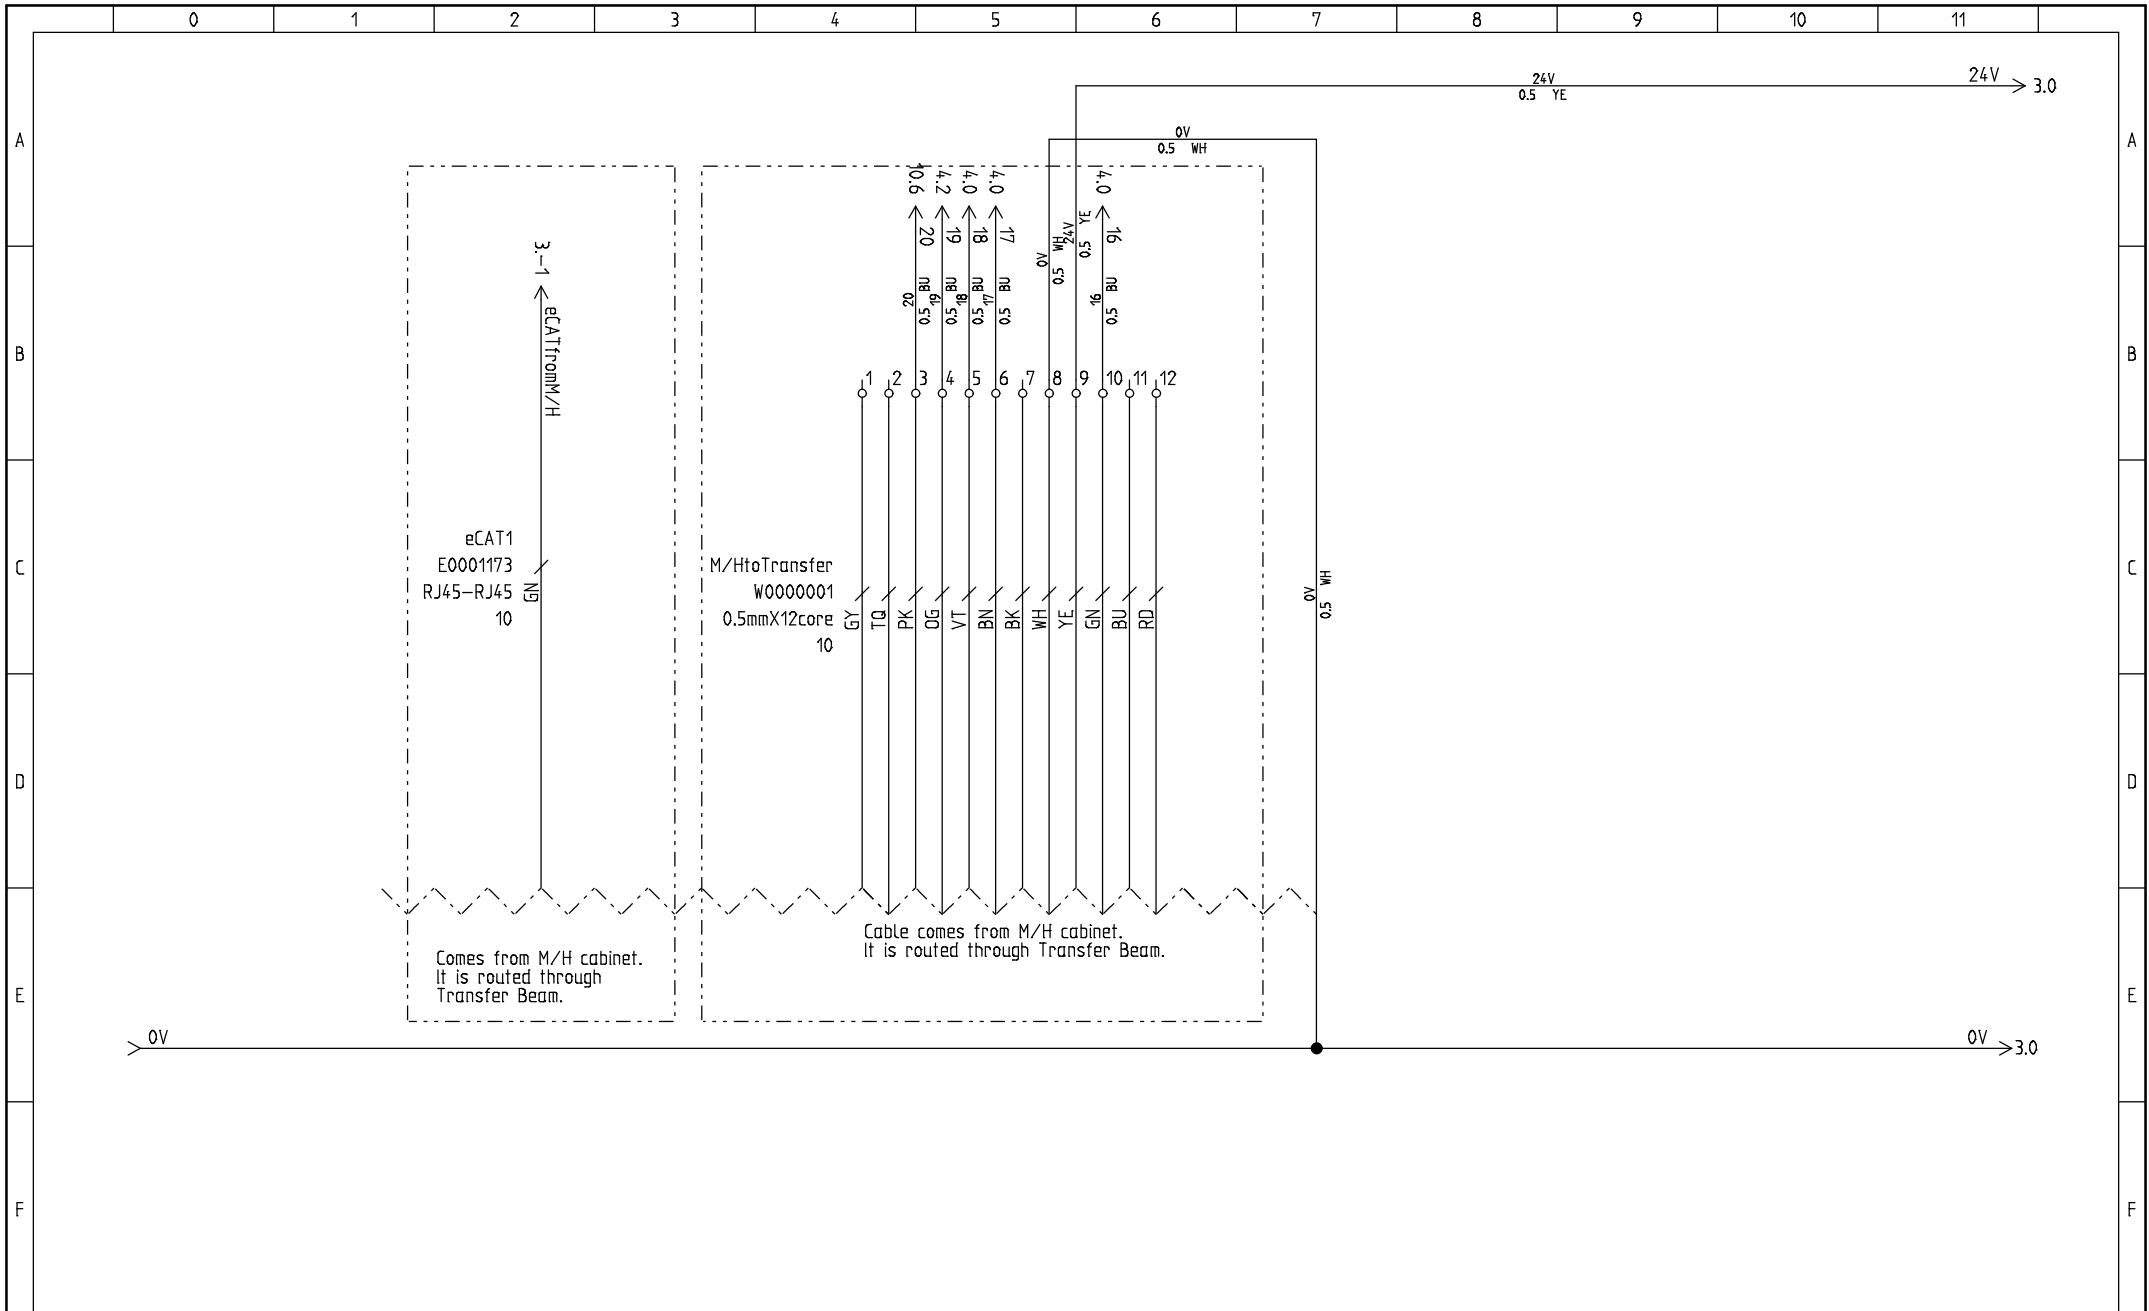 0 1 2 3 4 5 6 7 8 9 10 11
24V
24V
3.0
0.5 YE
A
A
0V
0.5 WH
10.6
4.2
4.0
4.0
4.0
20
19
18
17
0V
0.5 WH
24V
0.5 YE
16
3.-1
eCATfromM/H
20
0.5 BU
19
0.5 BU
18
0.5 BU
17
0.5 BU
16
0.5 BU
B
B
1 2 3 4 5 6 7 8 9 10 11 12
C
C
eCAT1
E0001173
RJ45-RJ45
10
GN
M/HtoTransfer
W0000001
0.5mmX12core
10
GY TQ PK OG VT BN BK WH YE GN BU RD
0V
0.5 WH
D
D
Cable comes from M/H cabinet.
It is routed through Transfer Beam.
Comes from M/H cabinet.
It is routed through
Transfer Beam.
E
E
0V
0V
3.0
F
F